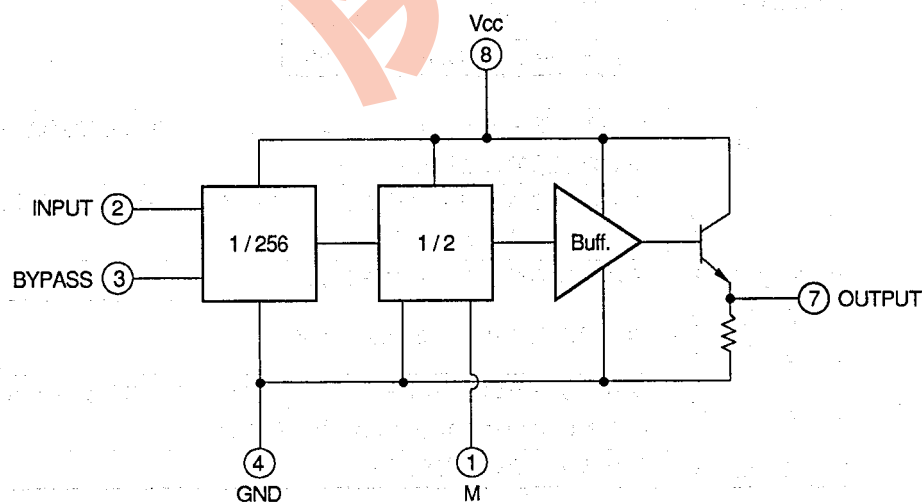 Vcc
8
INPUT 2
BYPASS 3
1/256
1/2
Buff.
7 OUTPUT
4
GND
1
M